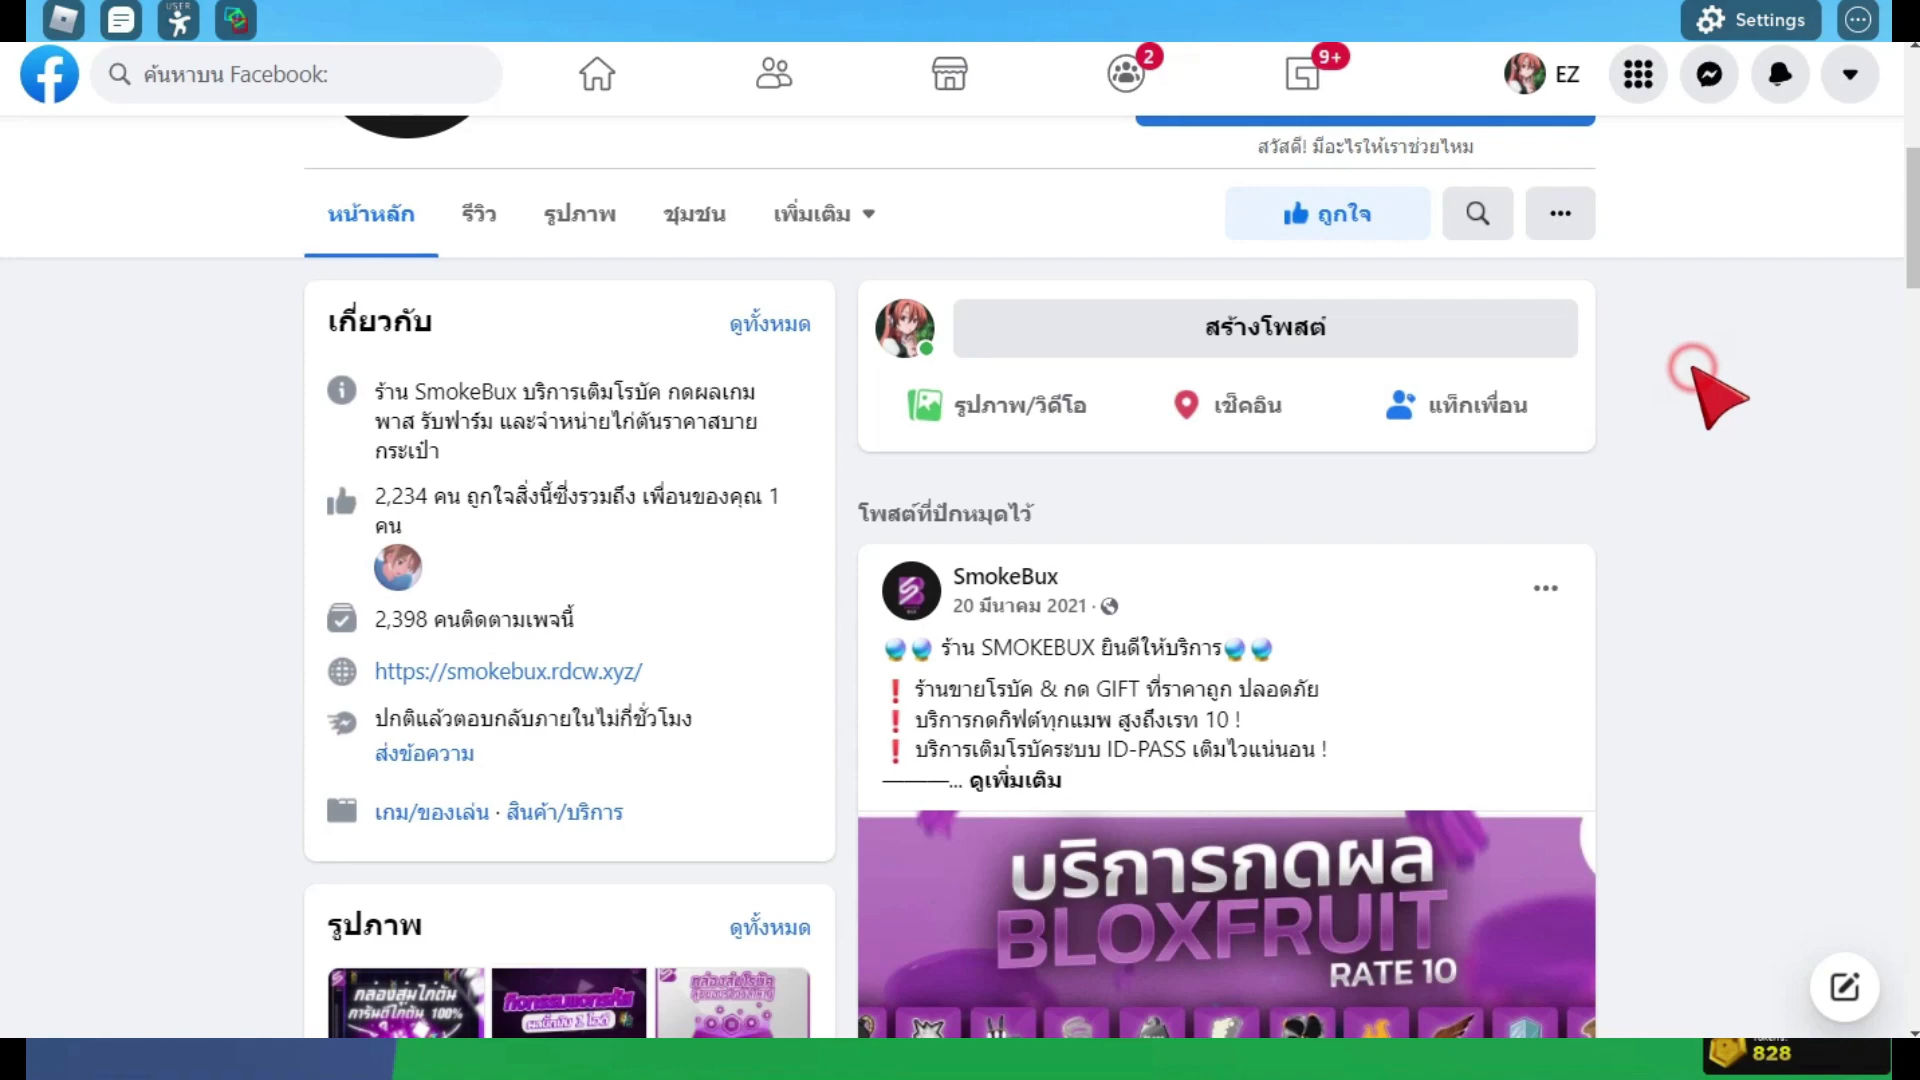 USER
Settings
ค้นหาบน Facebook:
2
9+
EZ
สวัสดี! มีอะไรให้เราช่วยไหม
หน้าหลัก
รีวิว
รูปภาพ
ชุมชน
เพิ่มเติม
ถูกใจ
เกี่ยวกับ
ดูทั้งหมด
ร้าน SmokeBux บริการเติมโรบัค กดผลเกม
พาส รับฟาร์ม และจำหน่ายไก่ตันราคาสบาย
กระเป๋า
2,234 คน ถูกใจสิ่งนี้ซึ่งรวมถึง เพื่อนของคุณ 1
คน
2,398 คนติดตามเพจนี้
https://smokebux.rdcw.xyz/
ปกติแล้วตอบกลับภายในไม่กี่ชั่วโมง
ส่งข้อความ
เกม/ของเล่น · สินค้า/บริการ
รูปภาพ
ดูทั้งหมด
กล่องสุ่มไก่ตัน
การันตีไก่ตัน 100%
สร้างโพสต์
รูปภาพ/วิดีโอ
เช็คอิน
แท็กเพื่อน
โพสต์ที่ปักหมุดไว้
SmokeBux
20 มีนาคม 2021 ·
ร้าน SMOKEBUX ยินดีให้บริการ
❗ ร้านขายโรบัค & กด GIFT ที่ราคาถูก ปลอดภัย
❗ บริการกดกิฟต์ทุกแมพ สูงถึงเรท 10 !
❗ บริการเติมโรบัคระบบ ID-PASS เติมไวแน่นอน !
———... ดูเพิ่มเติม
บริการกดผล
BLOXFRUIT
RATE 10
828